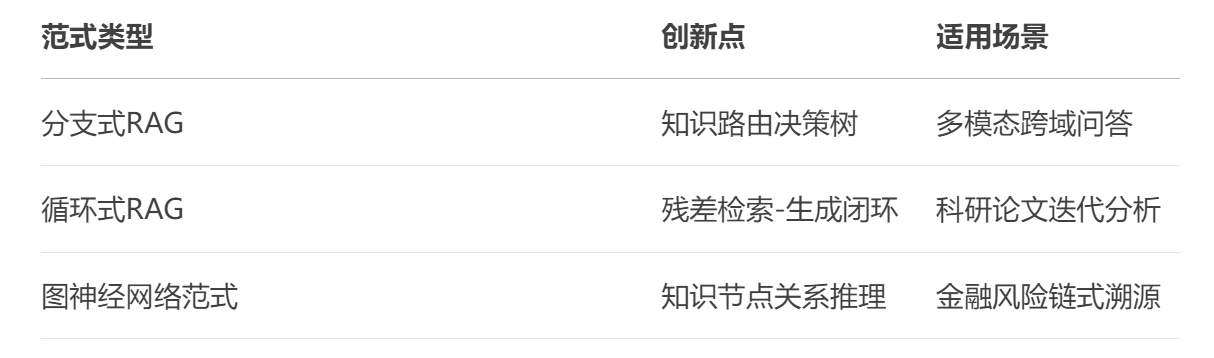 范式类型 创新点 适用场景
分支式RAG 知识路由决策树 多模态跨域问答
循环式RAG 残差检索-生成闭环 科研论文迭代分析
图神经网络范式 知识节点关系推理 金融风险链式溯源